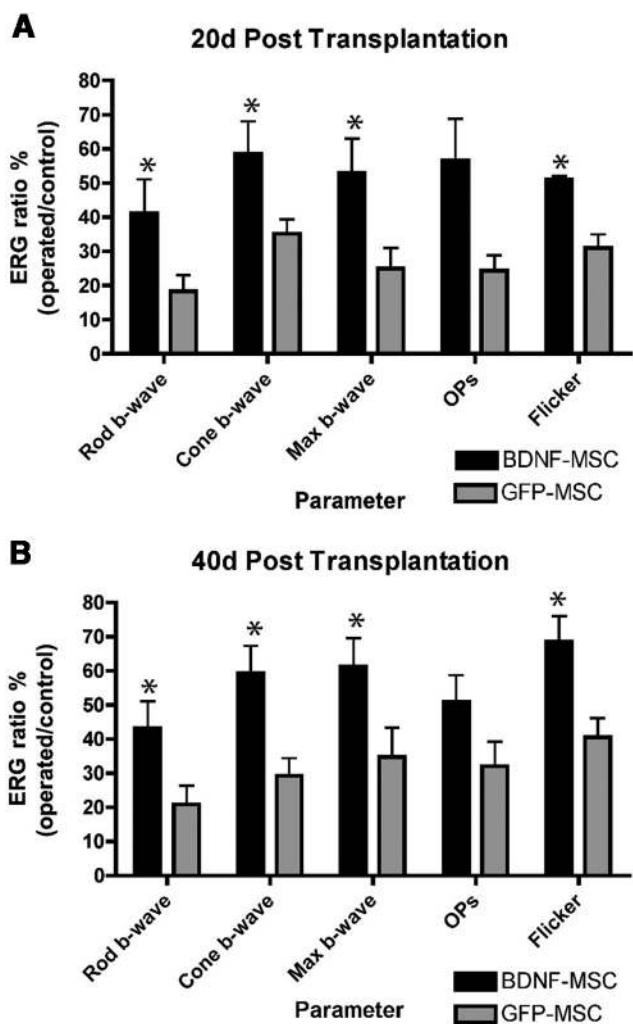 A
20d Post Transplantation
ERG ratio %
(operated/control)
80
70
60
50
40
30
20
10
0
* * * *
Rod b-wave Cone b-wave Max b-wave OPs Flicker
Parameter
BDNF-MSC
GFP-MSC
B
40d Post Transplantation
ERG ratio %
(operated/control)
80
70
60
50
40
30
20
10
0
* * * *
Rod b-wave Cone b-wave Max b-wave OPs Flicker
Parameter
BDNF-MSC
GFP-MSC